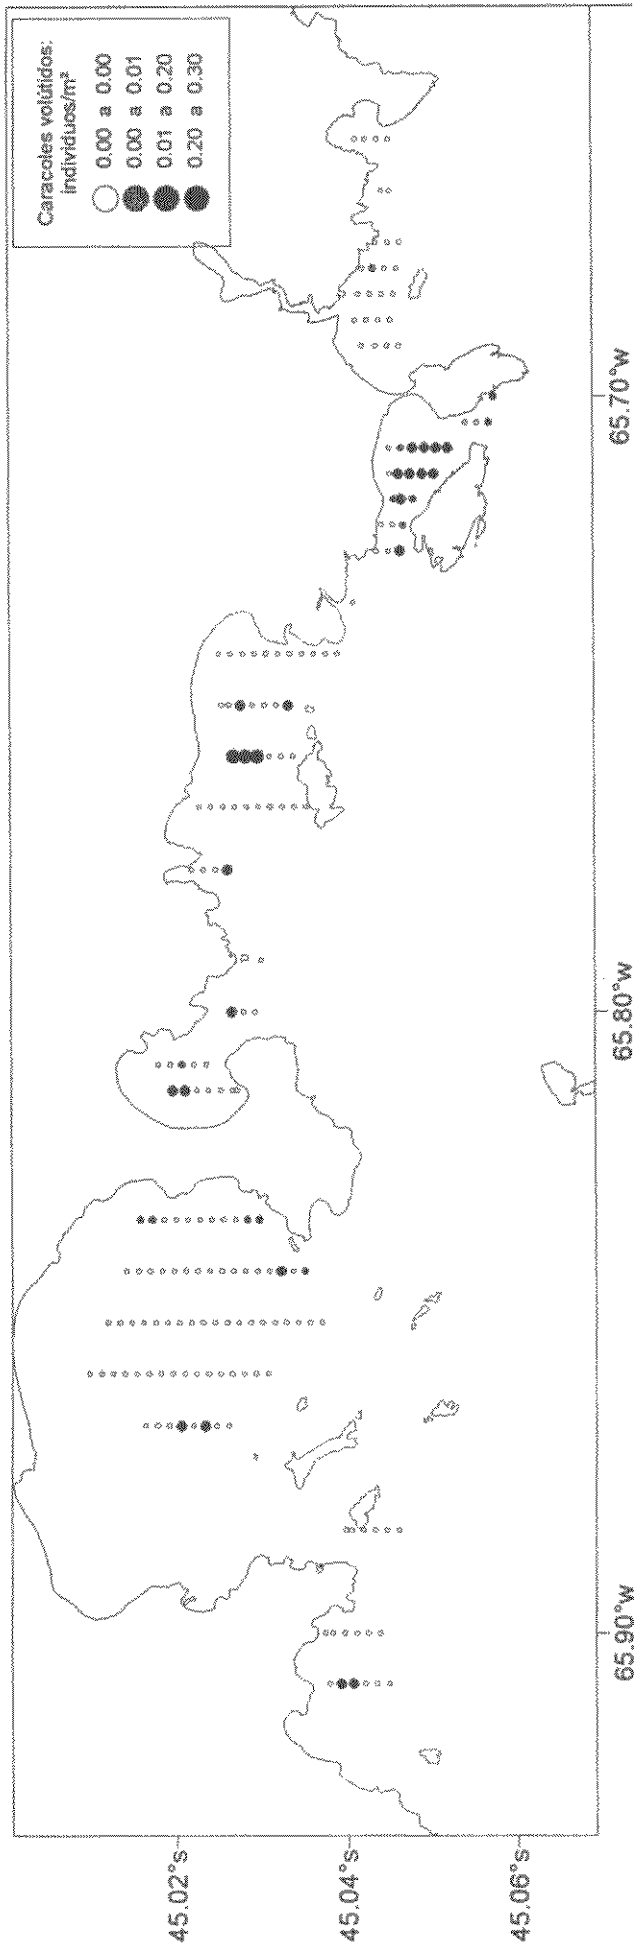 Caracoles volútidos:
individuos/m²
0.00 a 0.00
0.00 a 0.01
0.01 a 0.20
0.20 a 0.30
45.02°s
45.04°s
45.06°s
65.90°w
65.80°w
65.70°w